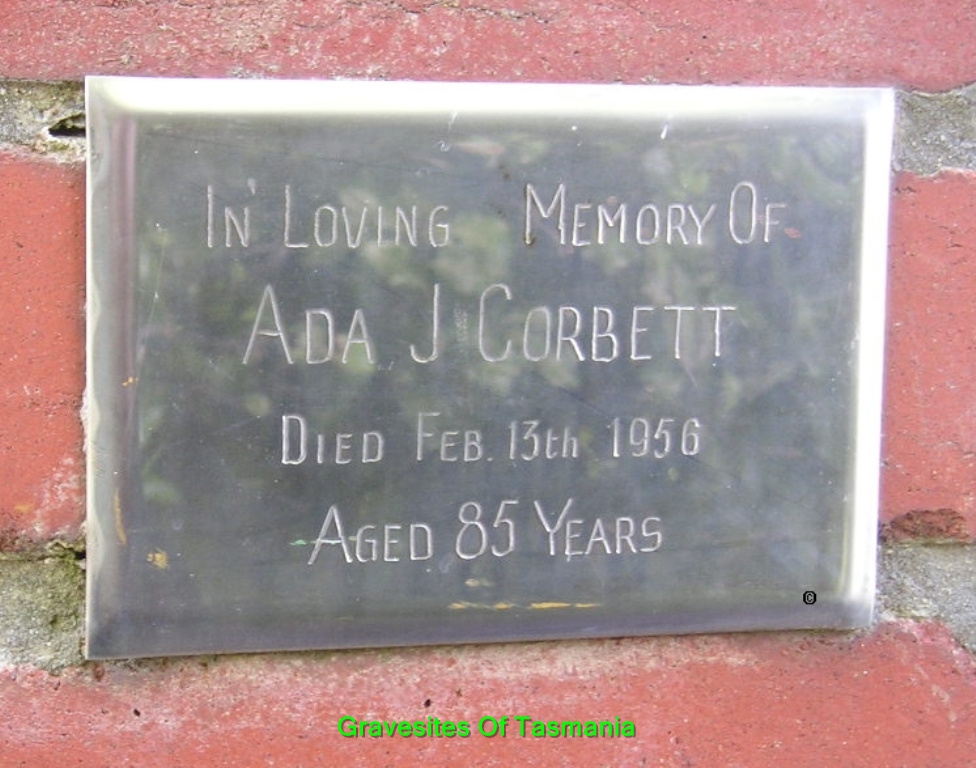 In Loving Memory Of
Ada J Corbett
Died Feb. 13th 1956
Aged 85 Years
©
Gravesites Of Tasmania